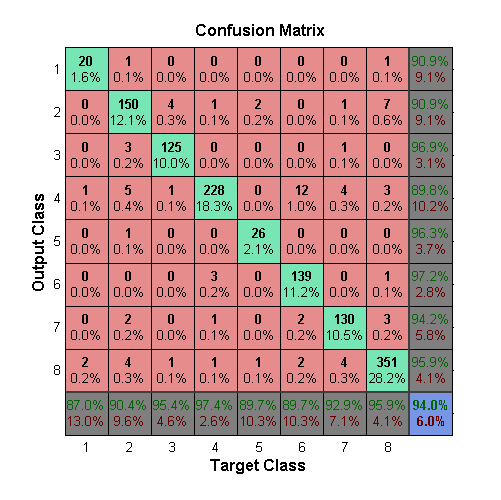 Confusion Matrix
1 20 1 0 0 0 0 0 1 90.9%
1.6% 0.1% 0.0% 0.0% 0.0% 0.0% 0.0% 0.1% 9.1%
2 0 150 4 1 2 0 1 7 90.9%
0.0% 12.1% 0.3% 0.1% 0.2% 0.0% 0.1% 0.6% 9.1%
3 0 3 125 0 0 0 1 0 96.9%
0.0% 0.2% 10.0% 0.0% 0.0% 0.0% 0.1% 0.0% 3.1%
4 1 5 1 228 0 12 4 3 89.8%
0.1% 0.4% 0.1% 18.3% 0.0% 1.0% 0.3% 0.2% 10.2%
5 0 1 0 0 26 0 0 0 96.3%
0.0% 0.1% 0.0% 0.0% 2.1% 0.0% 0.0% 0.0% 3.7%
6 0 0 0 3 0 139 0 1 97.2%
0.0% 0.0% 0.0% 0.2% 0.0% 11.2% 0.0% 0.1% 2.8%
7 0 2 0 1 0 2 130 3 94.2%
0.0% 0.2% 0.0% 0.1% 0.0% 0.2% 10.5% 0.2% 5.8%
8 2 4 1 1 1 2 4 351 95.9%
0.2% 0.3% 0.1% 0.1% 0.1% 0.2% 0.3% 28.2% 4.1%
87.0% 90.4% 95.4% 97.4% 89.7% 89.7% 92.9% 95.9% 94.0%
13.0% 9.6% 4.6% 2.6% 10.3% 10.3% 7.1% 4.1% 6.0%
1 2 3 4 5 6 7 8
Target Class
Output Class